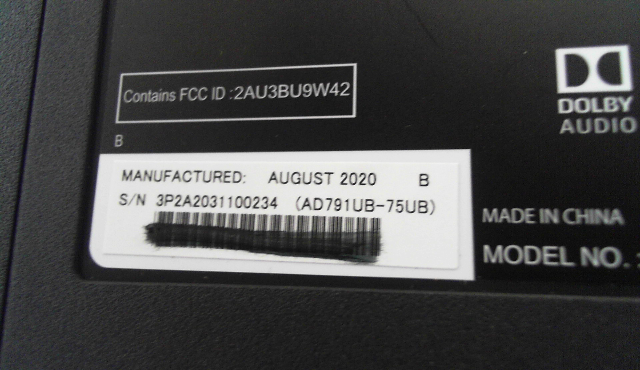 Contains FCC ID :2AU3BU9W42
DOLBY
AUDIO
B
MANUFACTURED: AUGUST 2020 B
S/N 3P2A2031100234 (AD791UB-75UB)
MADE IN CHINA
MODEL NO. :